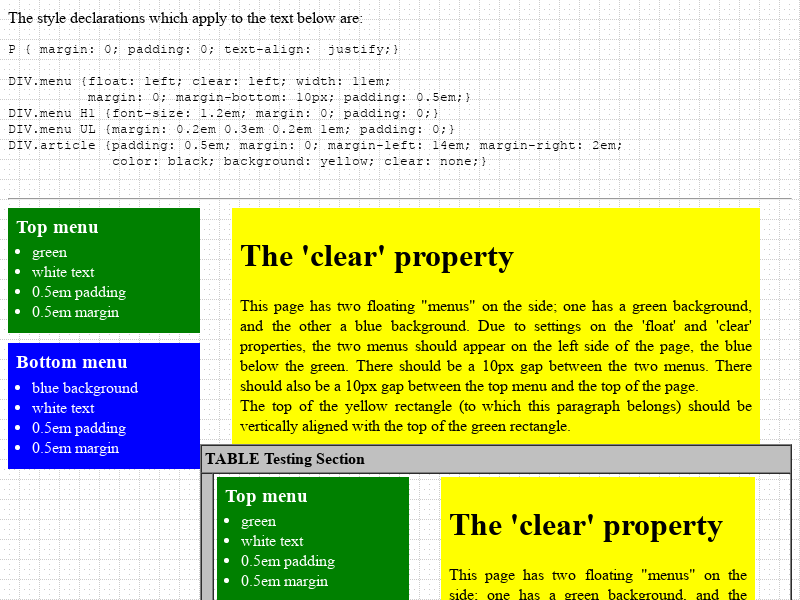 The style declarations which apply to the text below are:
P { margin: 0; padding: 0; text-align:  justify;}
DIV.menu {float: left; clear: left; width: 11em;
          margin: 0; margin-bottom: 10px; padding: 0.5em;}
DIV.menu H1 {font-size: 1.2em; margin: 0; padding: 0;}
DIV.menu UL {margin: 0.2em 0.3em 0.2em 1em; padding: 0;}
DIV.article {padding: 0.5em; margin: 0; margin-left: 14em; margin-right: 2em;
             color: black; background: yellow; clear: none;}
Top menu
green
white text
0.5em padding
0.5em margin
Bottom menu
blue background
white text
0.5em padding
0.5em margin
The 'clear' property
This page has two floating "menus" on the side; one has a green background,
and the other a blue background. Due to settings on the 'float' and 'clear'
properties, the two menus should appear on the left side of the page, the blue
below the green. There should be a 10px gap between the two menus. There
should also be a 10px gap between the top menu and the top of the page.
The top of the yellow rectangle (to which this paragraph belongs) should be
vertically aligned with the top of the green rectangle.
TABLE Testing Section
Top menu
green
white text
0.5em padding
0.5em margin
The 'clear' property
This page has two floating "menus" on the
side; one has a green background, and the